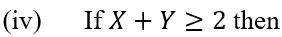 (iv) If X + Y ≥ 2 then